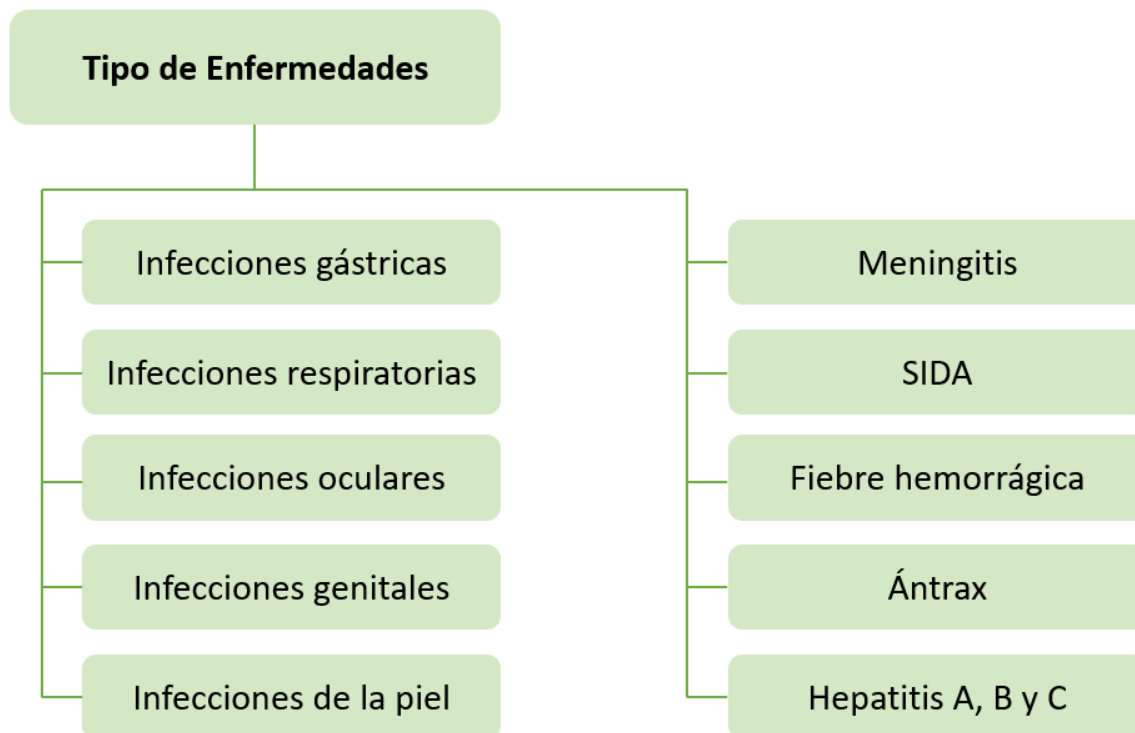 Tipo de Enfermedades
Infecciones gástricas
Infecciones respiratorias
Infecciones oculares
Infecciones genitales
Infecciones de la piel
Meningitis
SIDA
Fiebre hemorrágica
Ántrax
Hepatitis A, B y C